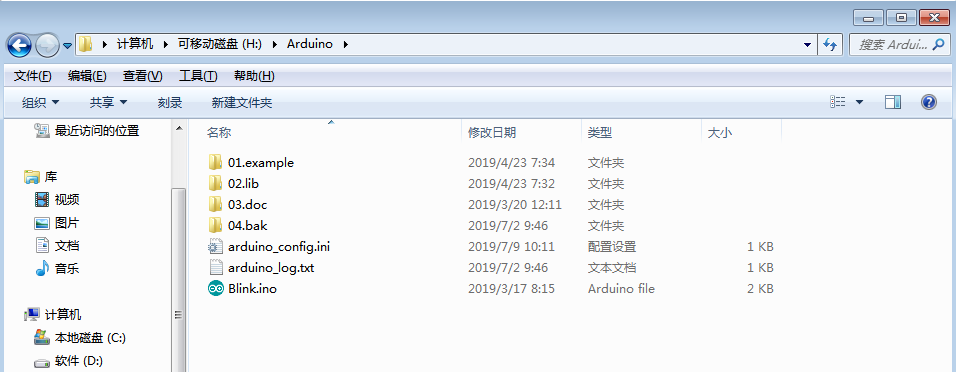 计算机 可移动磁盘 (H:) Arduino 搜索 Ardui...
文件(F) 编辑(E) 查看(V) 工具(T) 帮助(H)
组织 共享 刻录 新建文件夹
最近访问的位置
库
视频
图片
文档
音乐
计算机
本地磁盘 (C:)
软件 (D:)
名称 修改日期 类型 大小
01.example 2019/4/23 7:34 文件夹
02.lib 2019/4/23 7:32 文件夹
03.doc 2019/3/20 12:11 文件夹
04.bak 2019/7/2 9:46 文件夹
arduino_config.ini 2019/7/9 10:11 配置设置 1 KB
arduino_log.txt 2019/7/2 9:46 文本文档 1 KB
Blink.ino 2019/3/17 8:15 Arduino file 2 KB